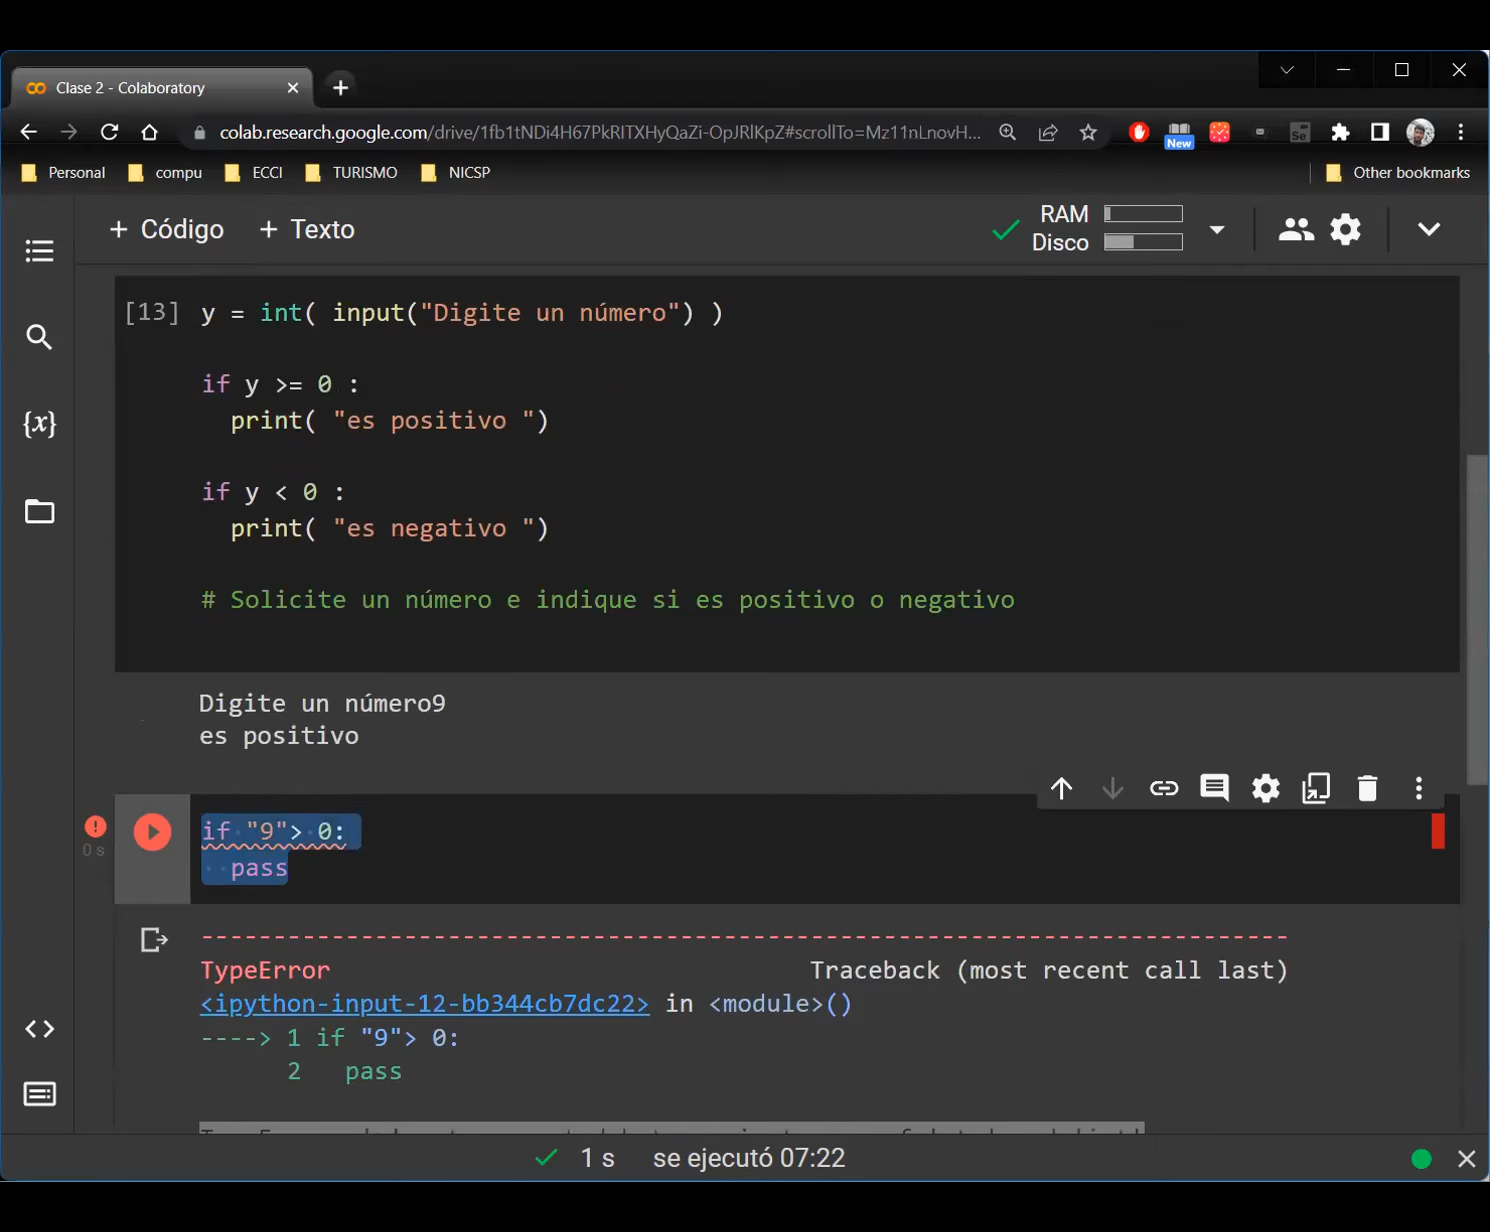 Clase 2 - Colaboratory
colab.research.google.com/drive/1fb1tNDi4H67PkRITXHyQaZi-OpJRlKpZ#scrollTo=Mz11nLnovH...
New
Se
Personal compu ECCI TURISMO NICSP Other bookmarks
+ Código + Texto
RAM
Disco
[13] y = int( input("Digite un número") )
if y >= 0 :
print( "es positivo ")
if y < 0 :
print( "es negativo ")
# Solicite un número e indique si es positivo o negativo
Digite un número9
es positivo
{x}
if "9"> 0:
0 s
pass
--------------------------------------------------------------------------- 
TypeError Traceback (most recent call last)
<ipython-input-12-bb344cb7dc22> in <module>()
----> 1 if "9"> 0:
2 pass
1 s se ejecutó 07:22